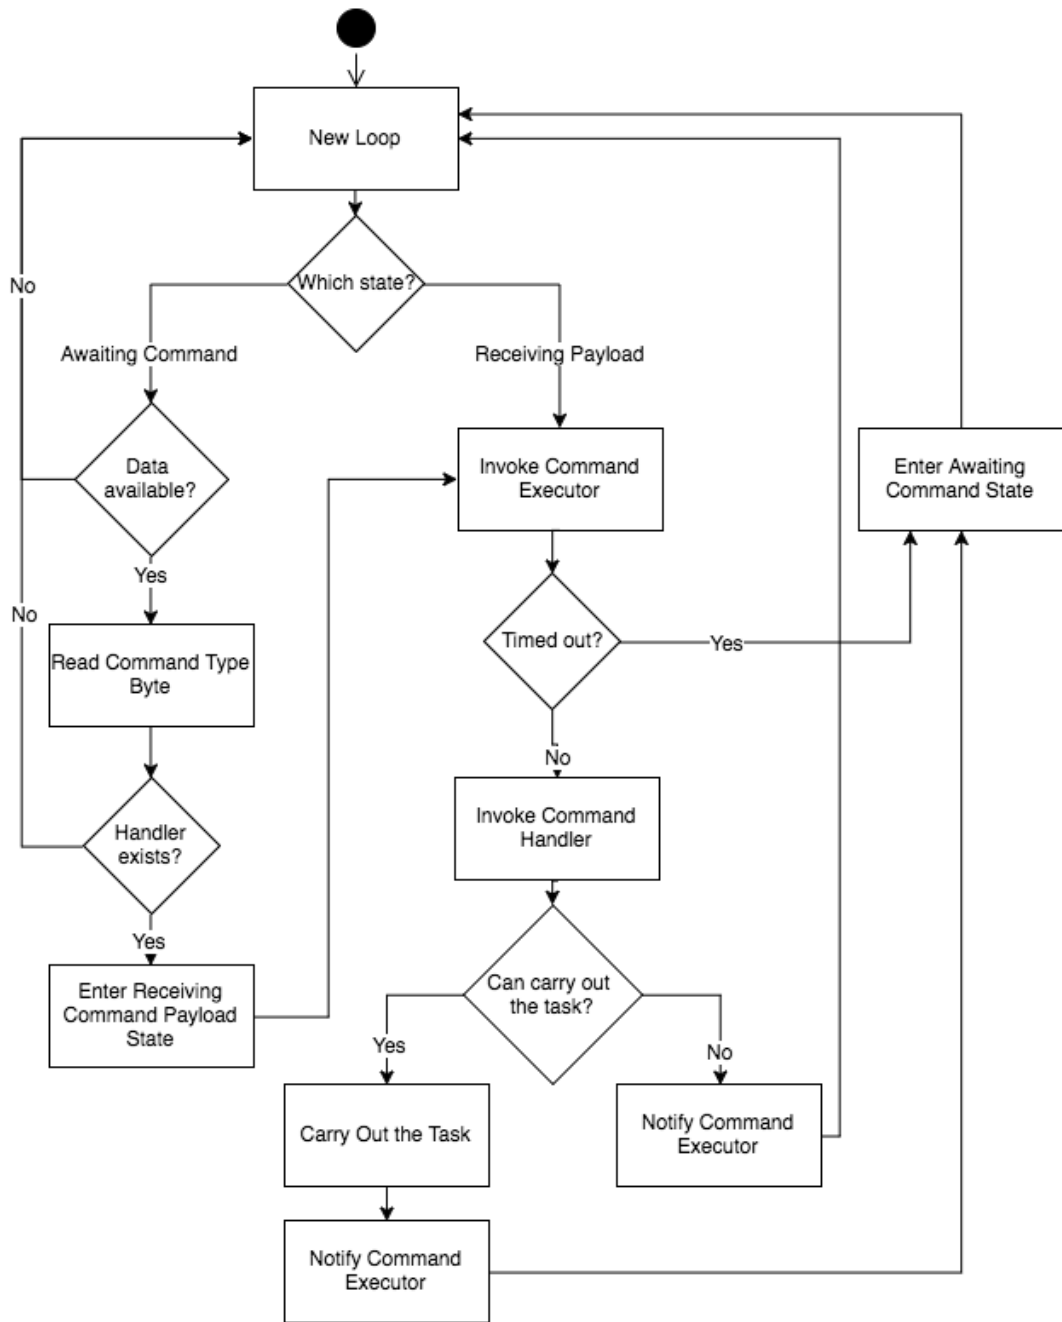 New Loop
Which state?
No
Awaiting Command
Receiving Payload
Data
available?
Invoke Command
Executor
Enter Awaiting
Command State
Yes
No
Read Command Type
Byte
Timed out?
Yes
No
Handler
exists?
Invoke Command
Handler
Yes
Enter Receiving
Command Payload
State
Can carry out
the task?
Yes
No
Carry Out the Task
Notify Command
Executor
Notify Command
Executor